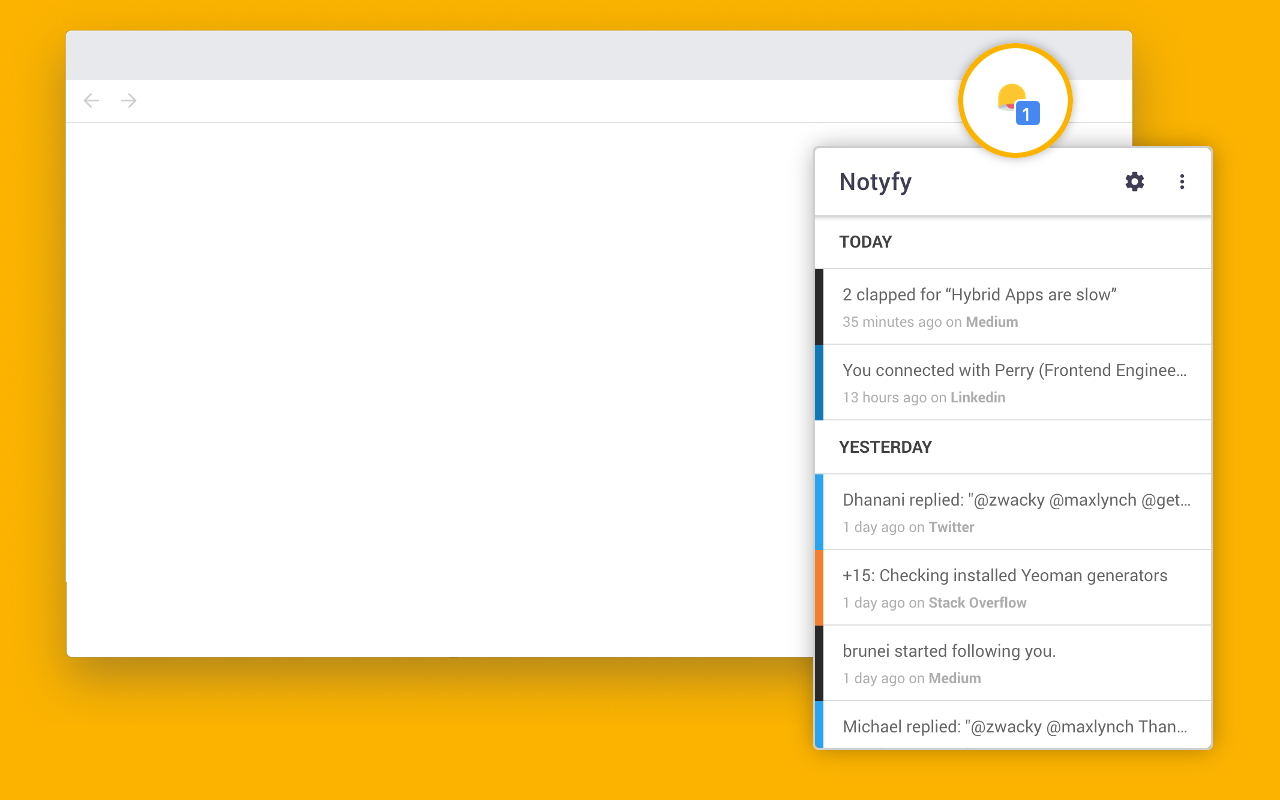 1
Notyfy
TODAY
2 clapped for “Hybrid Apps are slow”
35 minutes ago on Medium
You connected with Perry (Frontend Enginee…
13 hours ago on Linkedin
YESTERDAY
Dhanani replied: "@zwacky @maxlynch @get…
1 day ago on Twitter
+15: Checking installed Yeoman generators
1 day ago on Stack Overflow
brunei started following you.
1 day ago on Medium
Michael replied: "@zwacky @maxlynch Than…